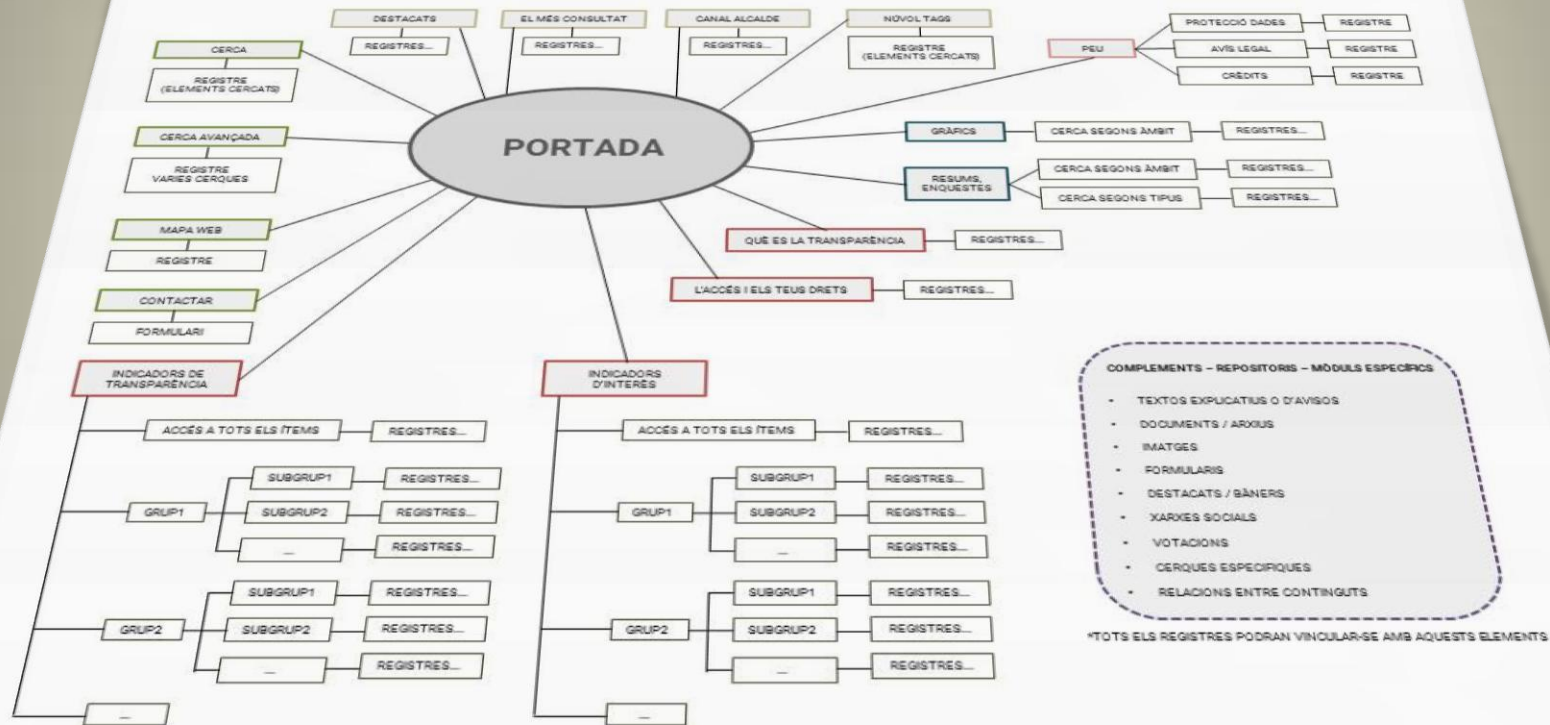 DESTACATS
REGISTRES...
EL MÉS CONSULTAT
REGISTRES...
CANAL ALCALDE
REGISTRES...
NÚVOL TAGS
REGISTRE
(ELEMENTS CERCATS)
CERCA
REGISTRE
(ELEMENTS CERCATS)
PEU
PROTECCIÓ DADES
REGISTRE
AVÍS LEGAL
REGISTRE
CRÈDITS
REGISTRE
PORTADA
CERCA AVANÇADA
REGISTRE
VARIES CERQUES
GRÀFICS
CERCA SEGONS ÀMBIT
REGISTRES...
RESUMS,
ENQUESTES
CERCA SEGONS ÀMBIT
REGISTRES...
CERCA SEGONS TIPUS
REGISTRES...
MAPA WEB
REGISTRE
QUÈ ES LA TRANSPARÈNCIA
REGISTRES...
L'ACCÉS I ELS TEUS DRETS
REGISTRES...
CONTACTAR
FORMULARI
INDICADORS DE
TRANSPARÈNCIA
ACCÉS A TOTS ELS ÍTEMS
REGISTRES...
GRUP1
SUBGRUP1
REGISTRES...
SUBGRUP2
REGISTRES...
...
REGISTRES...
GRUP2
SUBGRUP1
REGISTRES...
SUBGRUP2
REGISTRES...
...
REGISTRES...
...
INDICADORS
D'INTERÈS
ACCÉS A TOTS ELS ÍTEMS
REGISTRES...
GRUP1
SUBGRUP1
REGISTRES...
SUBGRUP2
REGISTRES...
...
REGISTRES...
GRUP2
SUBGRUP1
REGISTRES...
SUBGRUP2
REGISTRES...
...
REGISTRES...
...
COMPLEMENTS – REPOSITORIS – MÒDULS ESPECÍFICS
- TEXTOS EXPLICATIUS O D'AVISOS
- DOCUMENTS / ARXIUS
- IMATGES
- FORMULARIS
- DESTACATS / BÀNERS
- XARXES SOCIALS
- VOTACIONS
- CERQUES ESPECIFIQUES
- RELACIONS ENTRE CONTINGUTS
*TOTS ELS REGISTRES PODRAN VINCULAR-SE AMB AQUESTS ELEMENTS